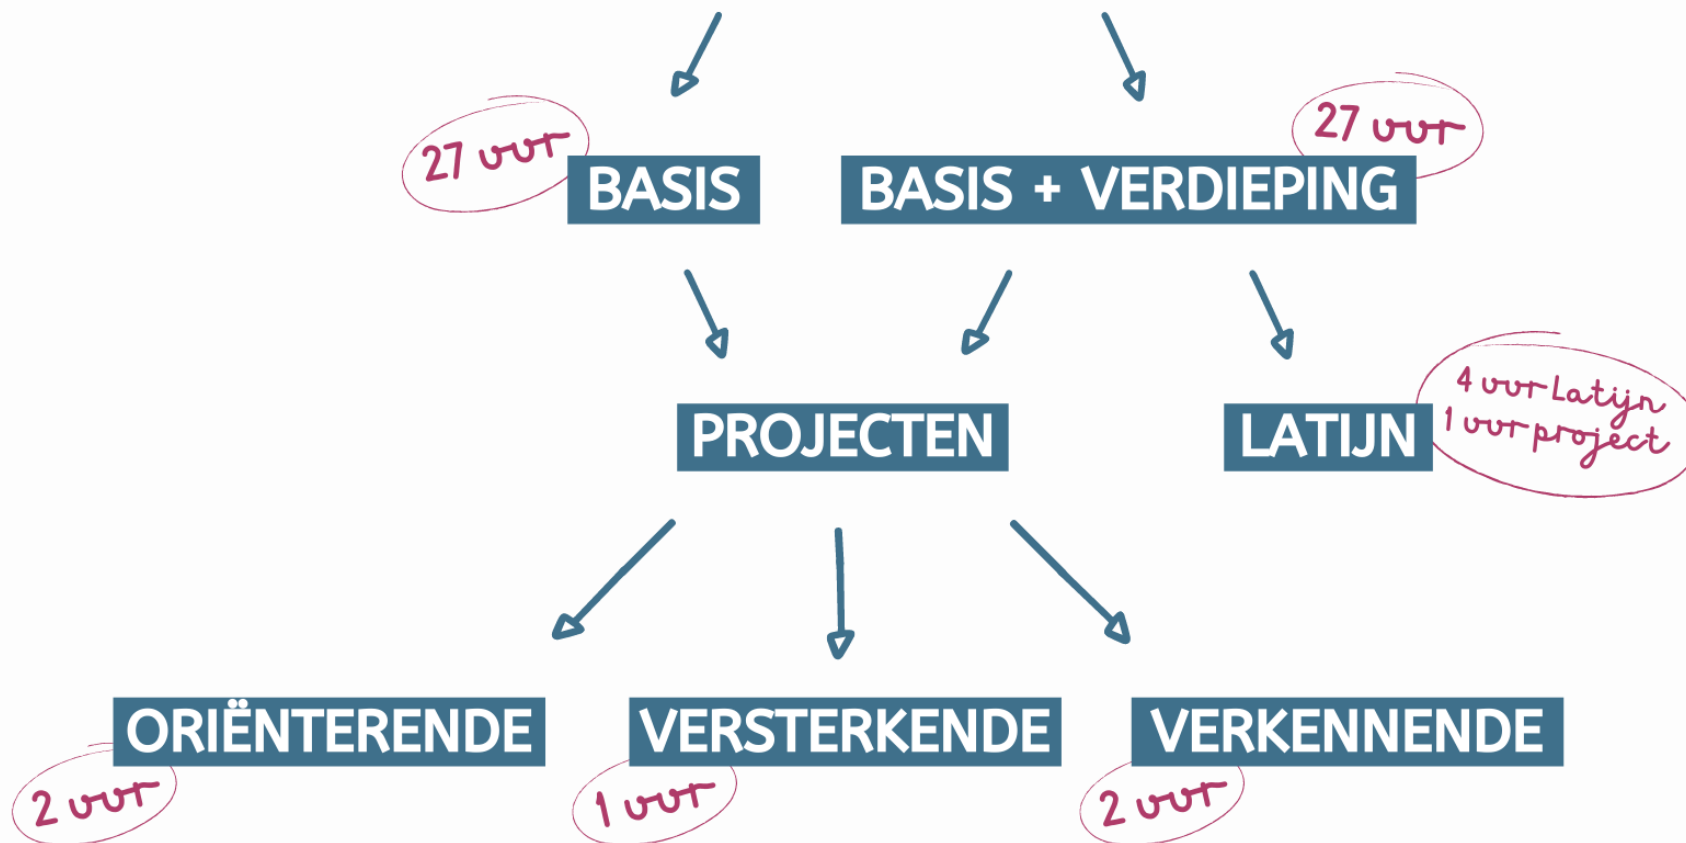 27 uur
27 uur
BASIS
BASIS + VERDIEPING
PROJECTEN
LATIJN
4 uur Latijn
1 uur project
ORIËNTERENDE
VERSTERKENDE
VERKENNENDE
2 uur
1 uur
2 uur